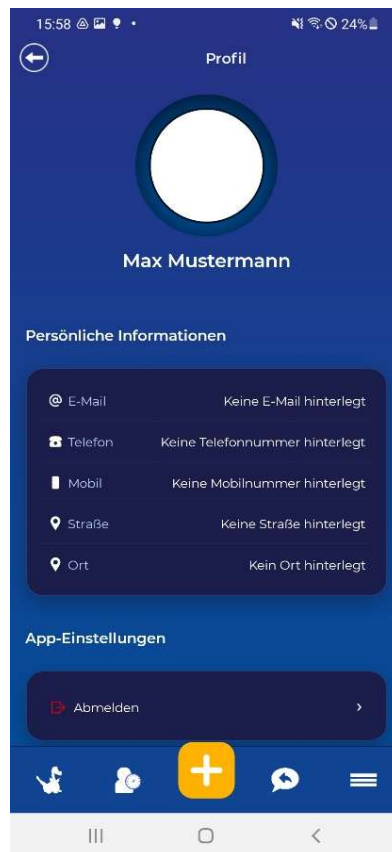 15:58 24%
Profil
Max Mustermann
Persönliche Informationen
E-Mail Keine E-Mail hinterlegt
Telefon Keine Telefonnummer hinterlegt
Mobil Keine Mobilnummer hinterlegt
Straße Keine Straße hinterlegt
Ort Kein Ort hinterlegt
App-Einstellungen
Abmelden